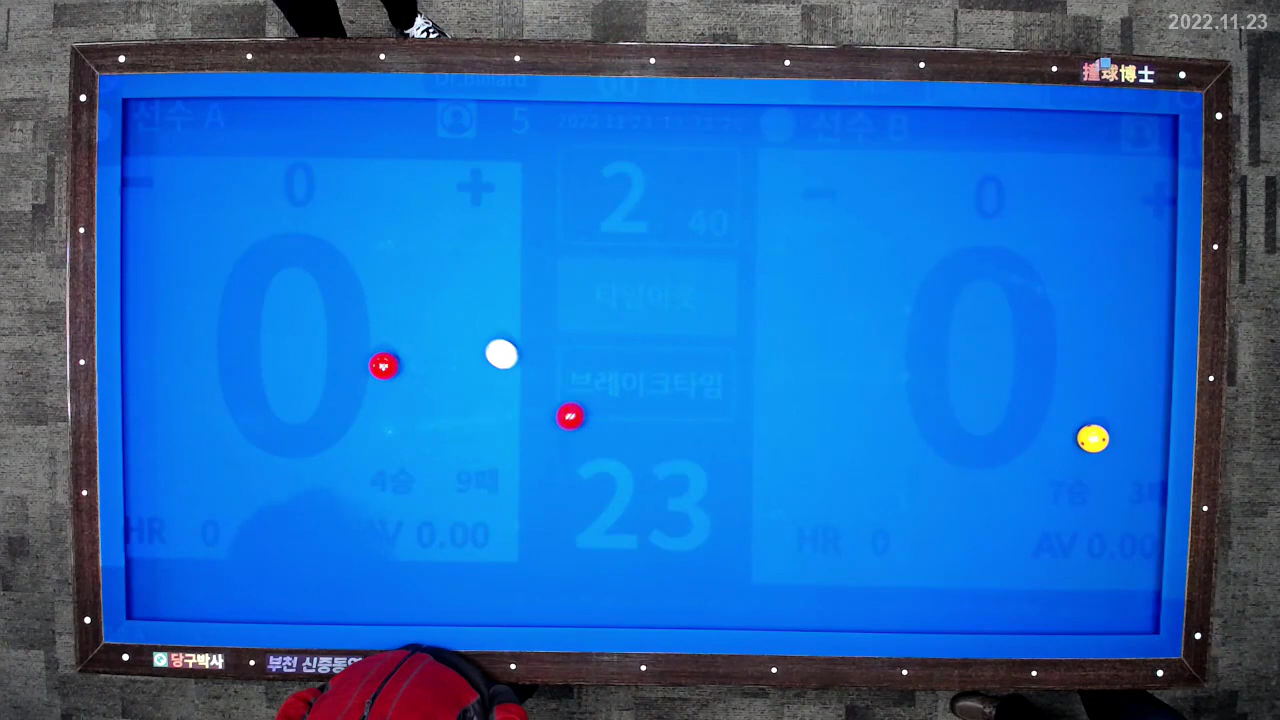 2022.11.23
撞球博士
선수 A
5
선수 B
0
2
40
0
0
타임아웃
0
브레이크타임
4승 9패
23
7승
HR 0 AV 0.00
HR 0 AV 0.00
당구박사
부천 신중동